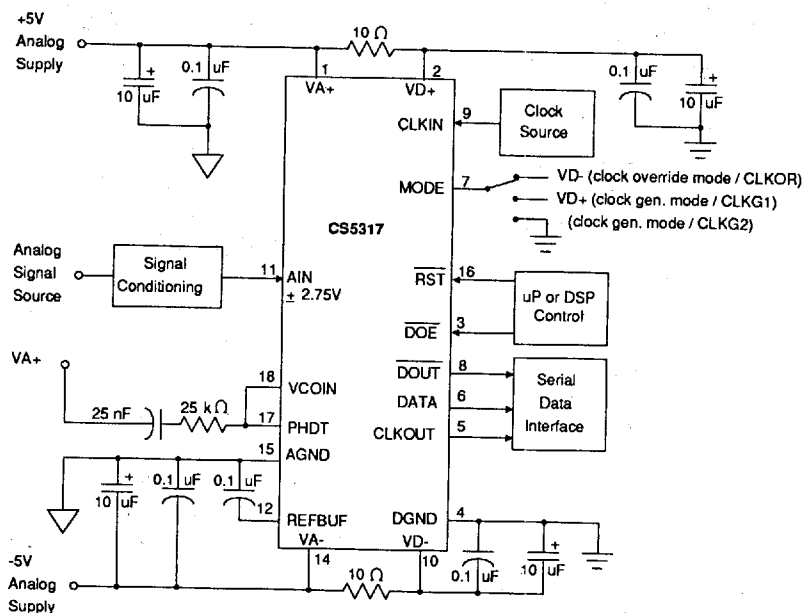 +5V
Analog
Supply
10 Ω
0.1
uF
+
10 uF
1
VA+
2
VD+
0.1
uF
+
10 uF
CLKIN
9
Clock
Source
MODE
7
VD- (clock override mode / CLKOR)
VD+ (clock gen. mode / CLKG1)
(clock gen. mode / CLKG2)
CS5317
Analog
Signal
Source
Signal
Conditioning
11
AIN
± 2.75V
RST
16
DOE
3
uP or DSP
Control
VA+
25 nF
25 kΩ
18
VCOIN
17
PHDT
DOUT
8
DATA
6
CLKOUT
5
Serial
Data
Interface
15
AGND
+
10 uF
0.1
uF
0.1
uF
12
REFBUF
DGND
4
VA-
14
VD-
10
10 Ω
0.1
uF
+
10 uF
-5V
Analog
Supply